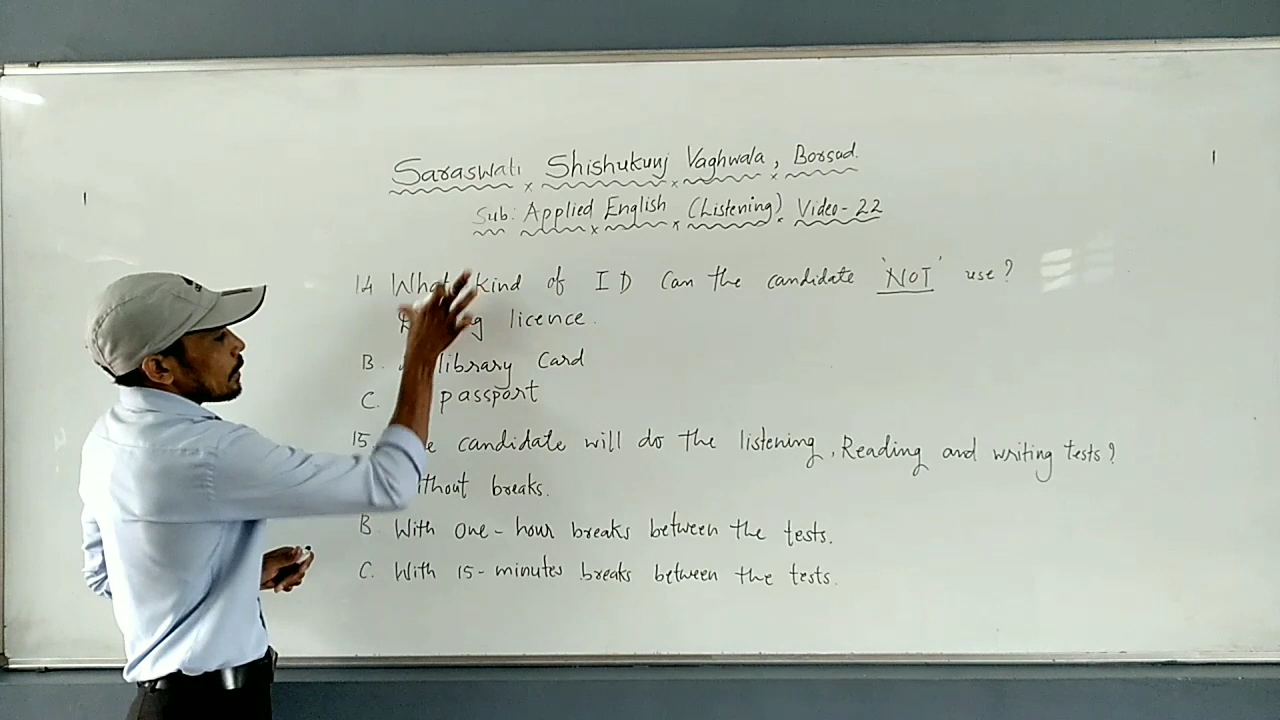 Saraswati Shishukunj Vaghwala, Borsad.
Sub: Applied English (Listening) Video-22
14 What kind of ID Can the candidate 'NOT' use?
licence.
B. library Card
C. passport
15 candidate will do the listening, Reading and writing tests?
breaks.
B. With one-hour breaks between the tests.
C. With 15-minutes breaks between the tests.